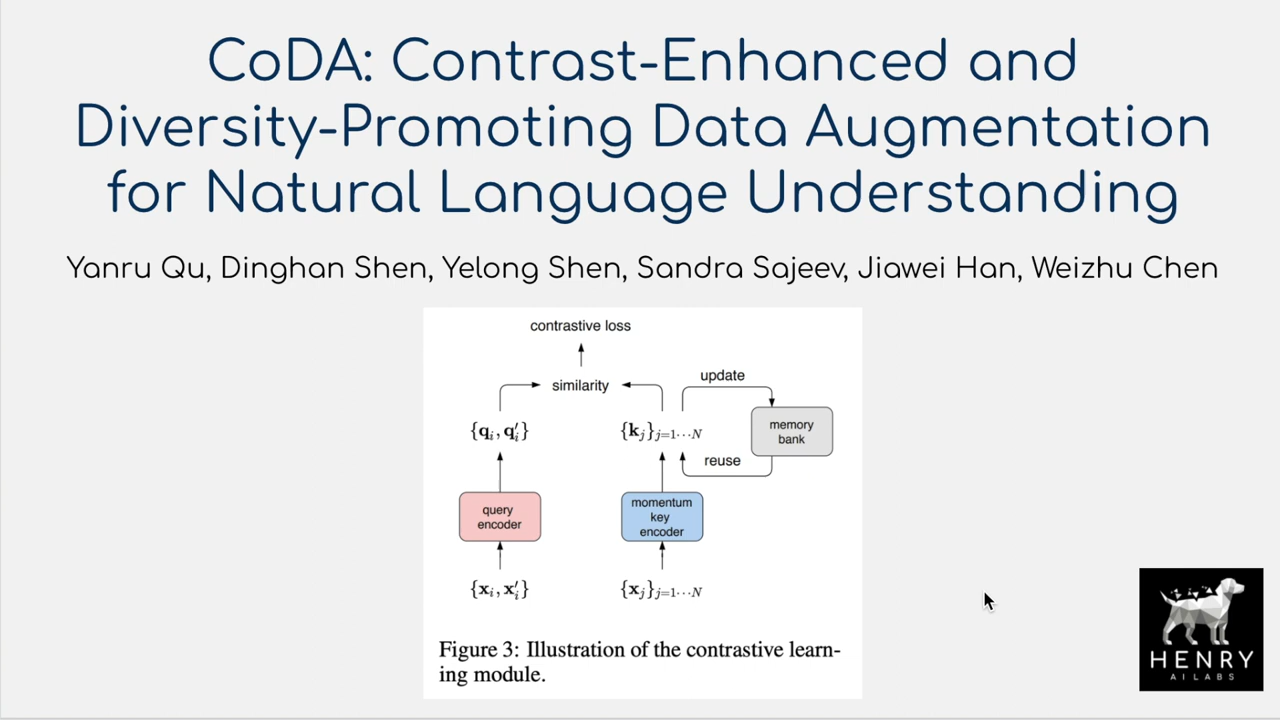 CoDA: Contrast-Enhanced and
Diversity-Promoting Data Augmentation
for Natural Language Understanding
Yanru Qu, Dinghan Shen, Yelong Shen, Sandra Sajeev, Jiawei Han, Weizhu Chen
contrastive loss
similarity
update
{𝐪ᵢ, 𝐪′ᵢ}
{𝐤ⱼ}ⱼ₌₁…N
memory
bank
reuse
query
encoder
momentum
key
encoder
{𝐱ᵢ, 𝐱′ᵢ}
{𝐱ⱼ}ⱼ₌₁…N
Figure 3: Illustration of the contrastive learn-
ing module.
HENRY
AI LABS